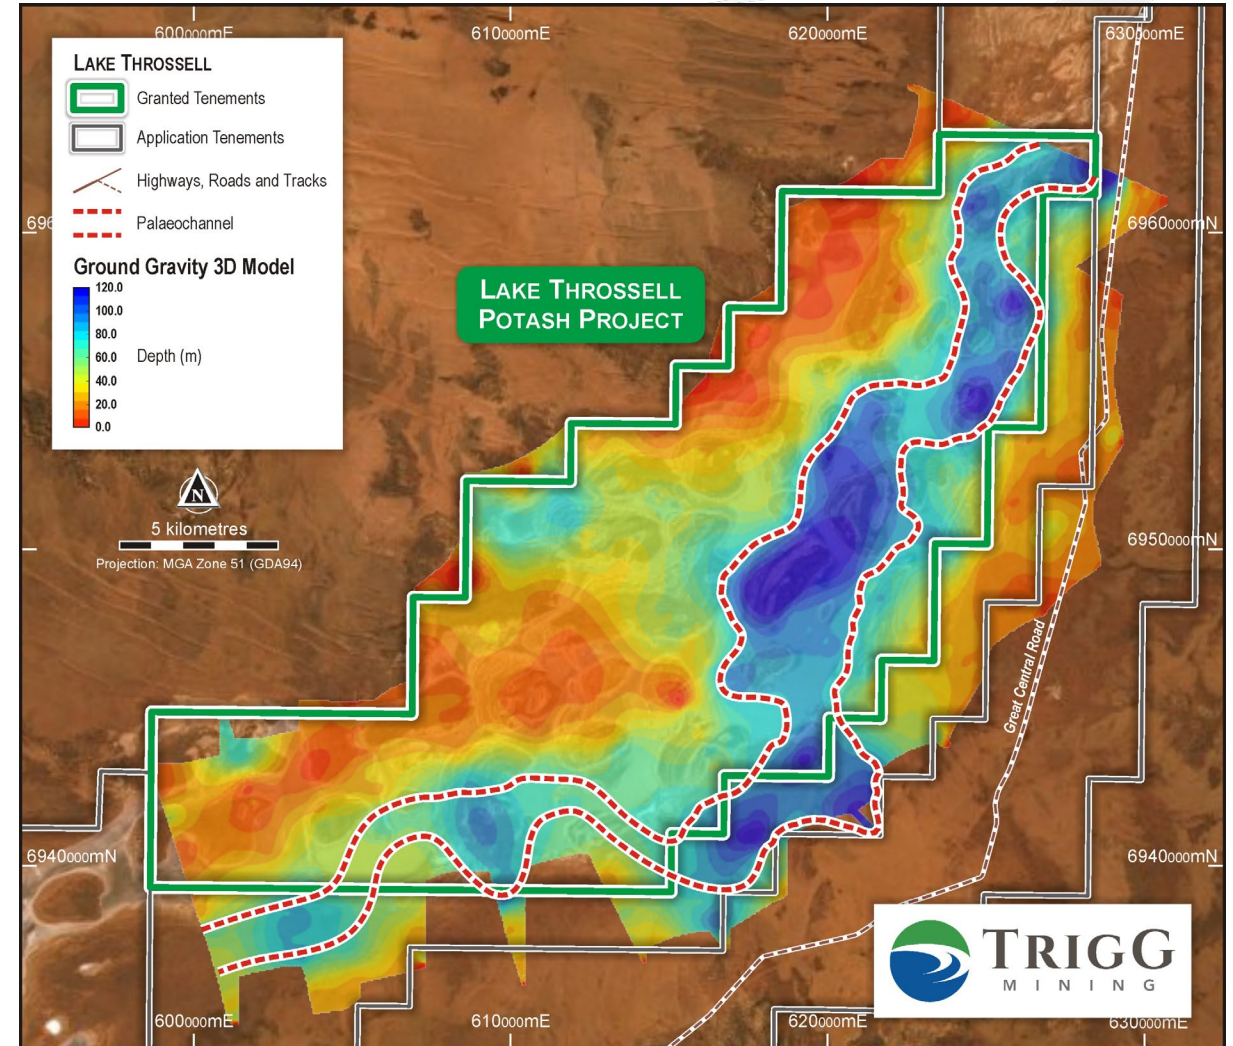 600000mE
610000mE
620000mE
630000mE
LAKE THROSSELL
Granted Tenements
Application Tenements
Highways, Roads and Tracks
Palaeochannel
Ground Gravity 3D Model
120.0
100.0
80.0
60.0
40.0
20.0
0.0
Depth (m)
696
6960000mN
LAKE THROSSELL
POTASH PROJECT
N
5 kilometres
Projection: MGA Zone 51 (GDA94)
6950000mN
Great Central Road
6940000mN
6940000mN
TRIGG
MINING
600000mE
610000mE
620000mE
630000mE